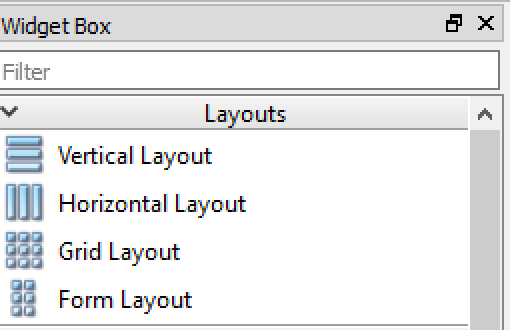 Widget Box
Filter
Layouts
Vertical Layout
Horizontal Layout
Grid Layout
Form Layout